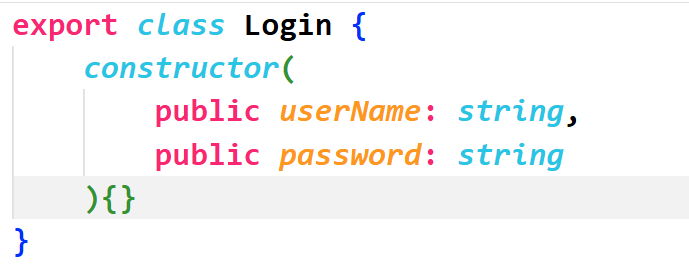 export class Login {
constructor(
public userName: string,
public password: string
){}
}